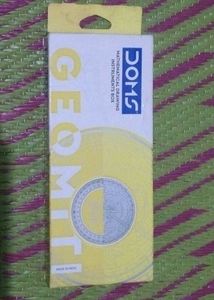 DOMS
MATHEMATICAL DRAWING
INSTRUMENTS BOX
GEOMIT